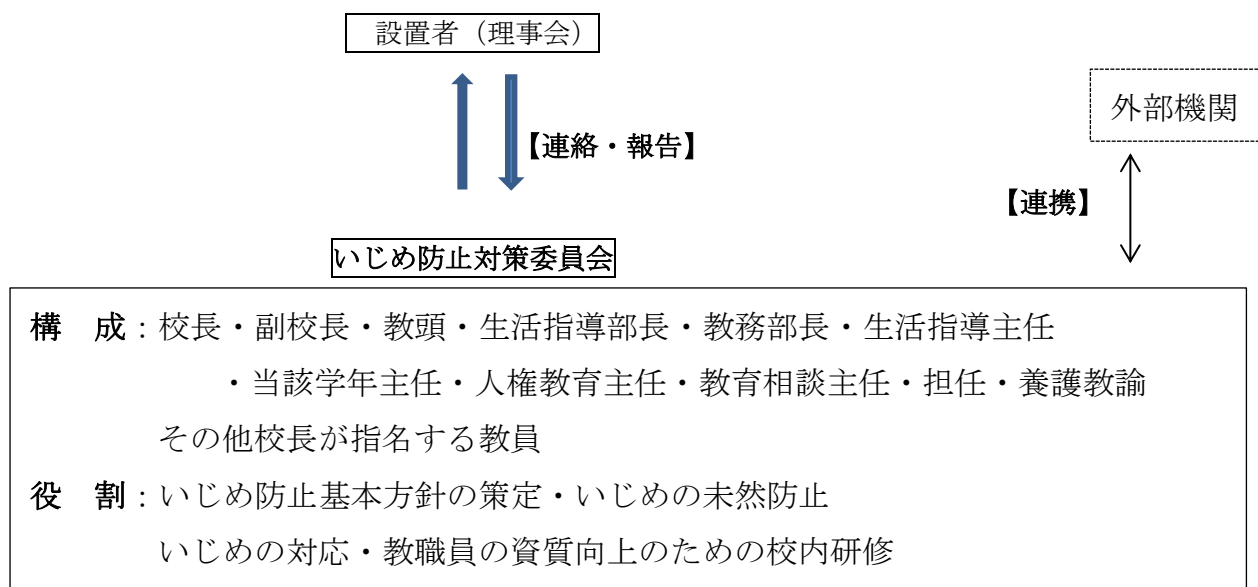 設置者（理事会）
外部機関
【連絡・報告】
【連携】
いじめ防止対策委員会
構　成：校長・副校長・教頭・生活指導部長・教務部長・生活指導主任
・当該学年主任・人権教育主任・教育相談主任・担任・養護教諭
その他校長が指名する教員
役　割：いじめ防止基本方針の策定・いじめの未然防止
いじめの対応・教職員の資質向上のための校内研修